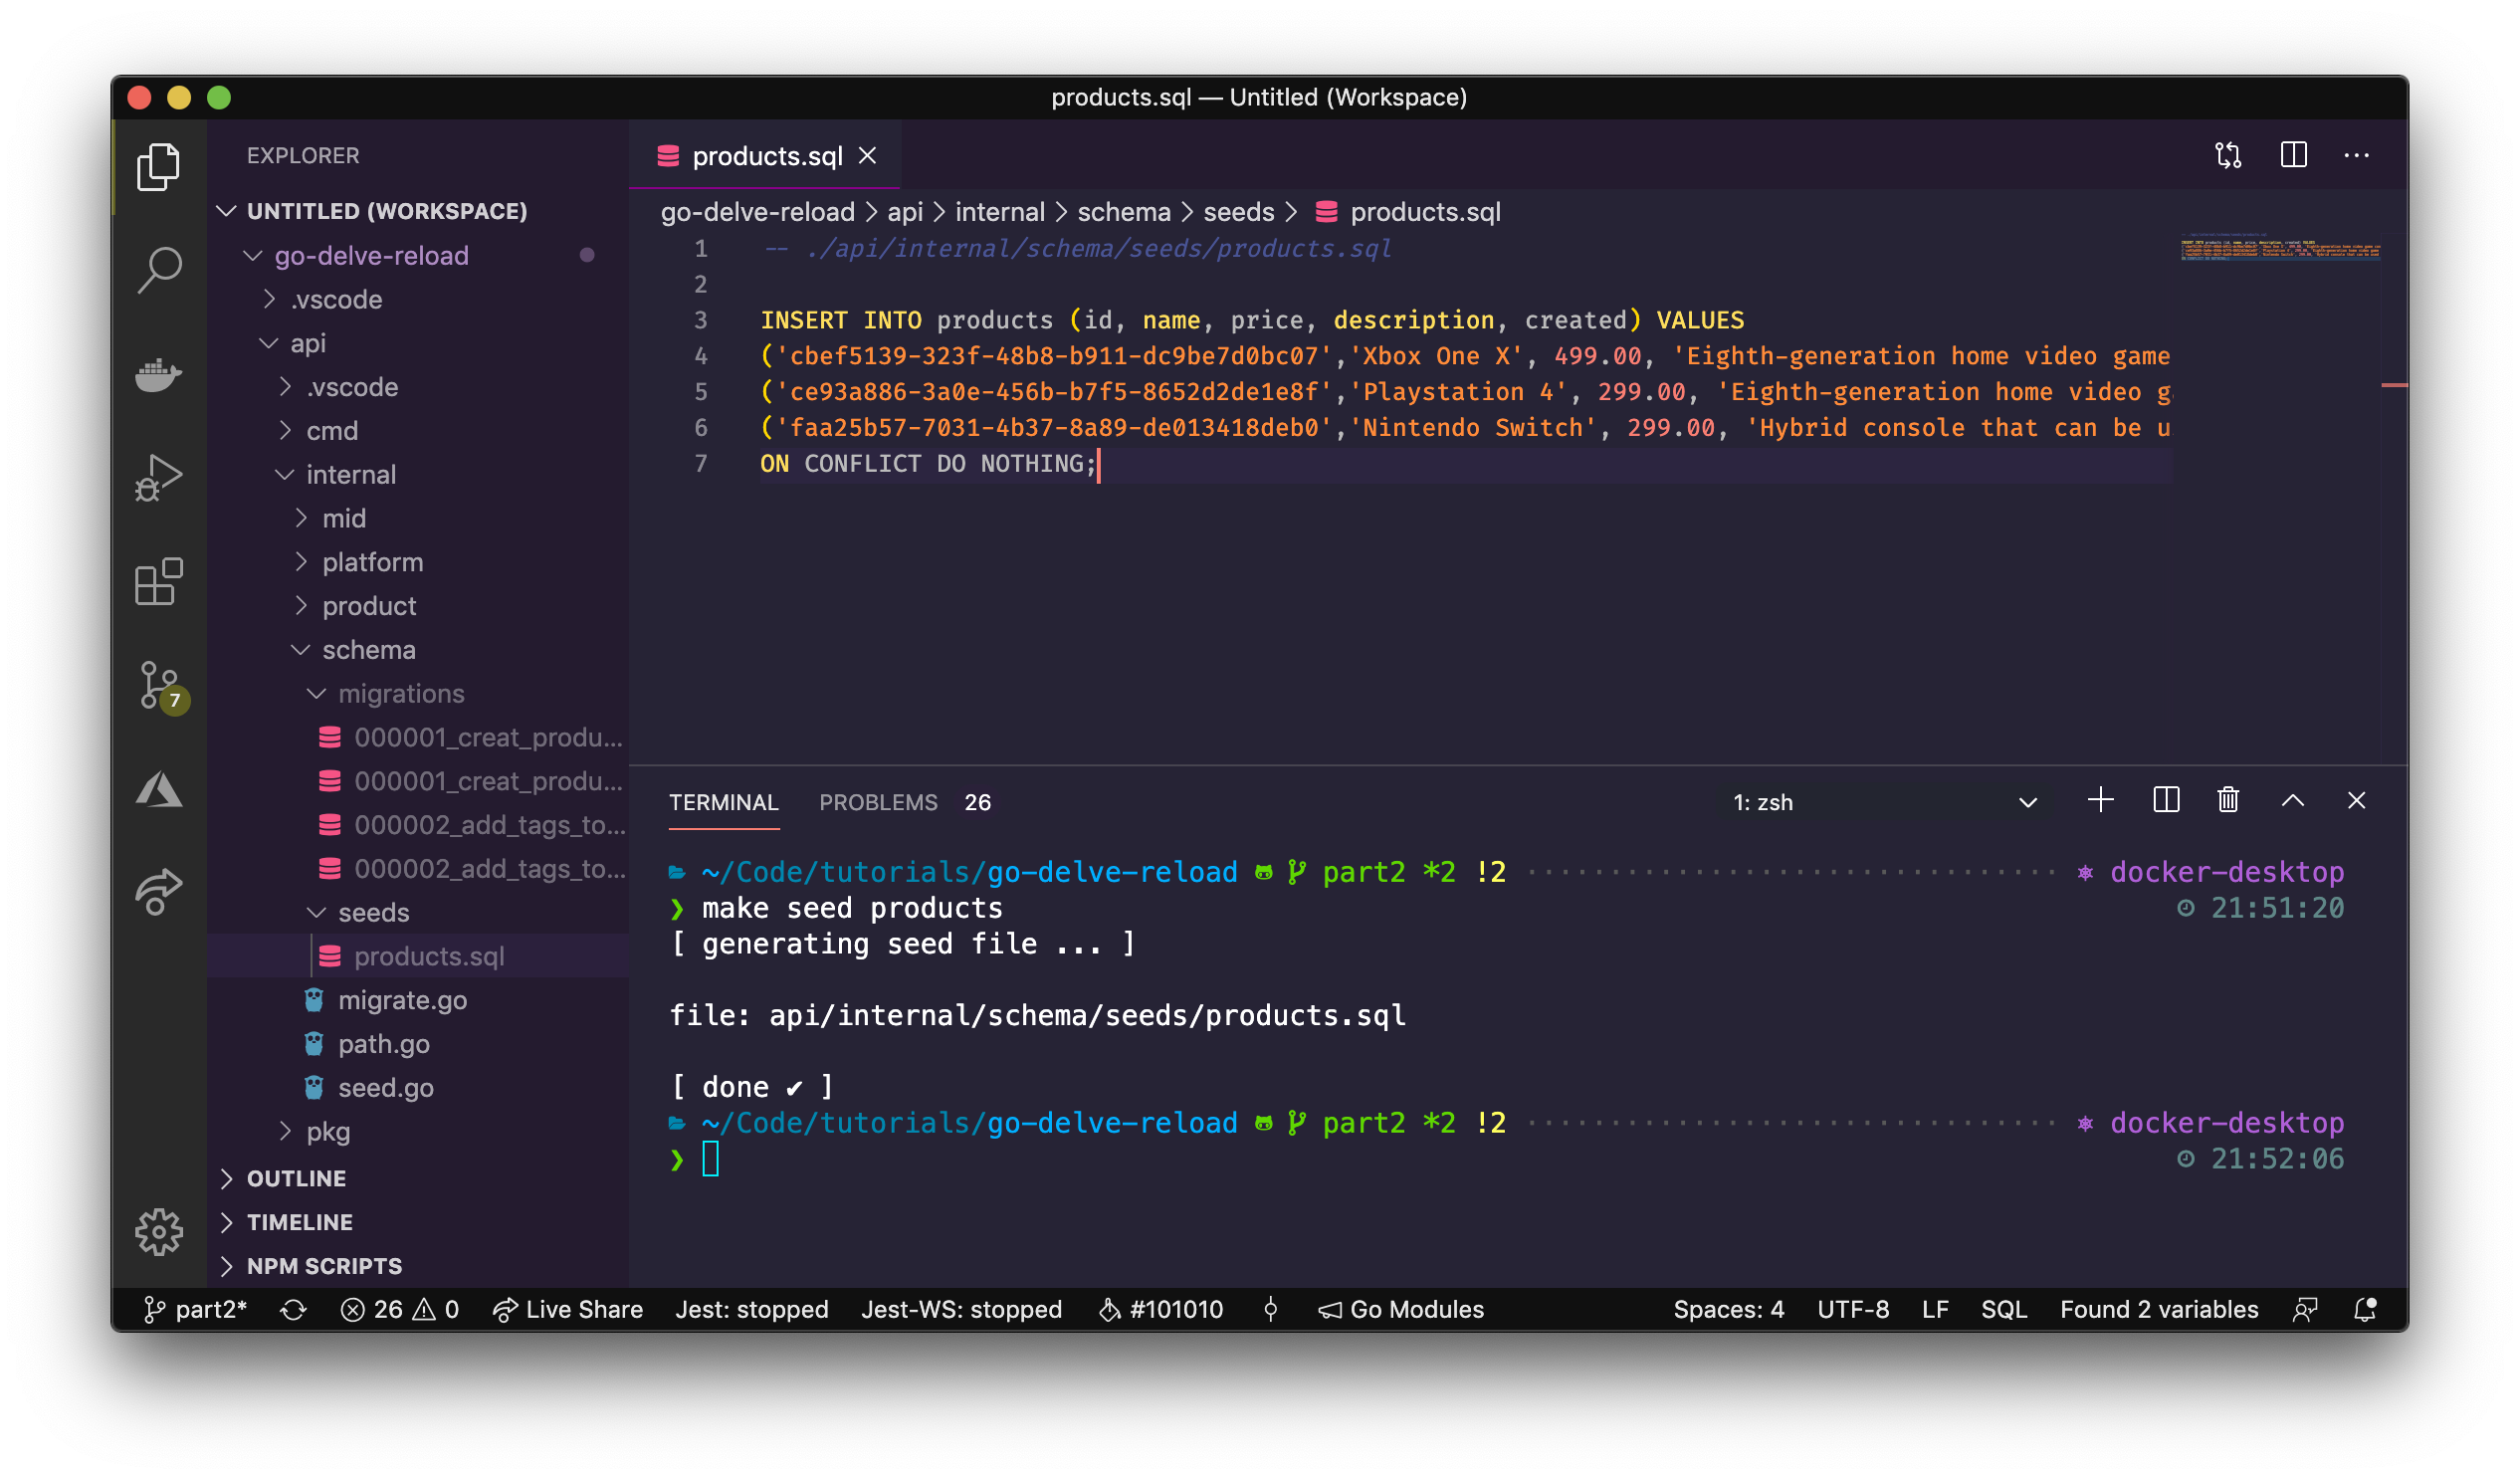 products.sql — Untitled (Workspace)
EXPLORER
UNTITLED (WORKSPACE)
go-delve-reload
.vscode
api
.vscode
cmd
internal
mid
platform
product
schema
migrations
000001_creat_produ...
000001_creat_produ...
000002_add_tags_to...
000002_add_tags_to...
seeds
products.sql
migrate.go
path.go
seed.go
pkg
OUTLINE
TIMELINE
NPM SCRIPTS
7
products.sql
go-delve-reload > api > internal > schema > seeds > products.sql
1 -- ./api/internal/schema/seeds/products.sql
2
3 INSERT INTO products (id, name, price, description, created) VALUES
4 ('cbef5139-323f-48b8-b911-dc9be7d0bc07','Xbox One X', 499.00, 'Eighth-generation home video game
5 ('ce93a886-3a0e-456b-b7f5-8652d2de1e8f','Playstation 4', 299.00, 'Eighth-generation home video g
6 ('faa25b57-7031-4b37-8a89-de013418deb0','Nintendo Switch', 299.00, 'Hybrid console that can be u
7 ON CONFLICT DO NOTHING;
TERMINAL PROBLEMS 26 1: zsh
~/Code/tutorials/go-delve-reload part2 *2 !2 docker-desktop
❯ make seed products 21:51:20
[ generating seed file ... ]
file: api/internal/schema/seeds/products.sql
[ done ✔ ]
~/Code/tutorials/go-delve-reload part2 *2 !2 docker-desktop
❯ 21:52:06
part2* 26 0 Live Share Jest: stopped Jest-WS: stopped #101010 Go Modules Spaces: 4 UTF-8 LF SQL Found 2 variables